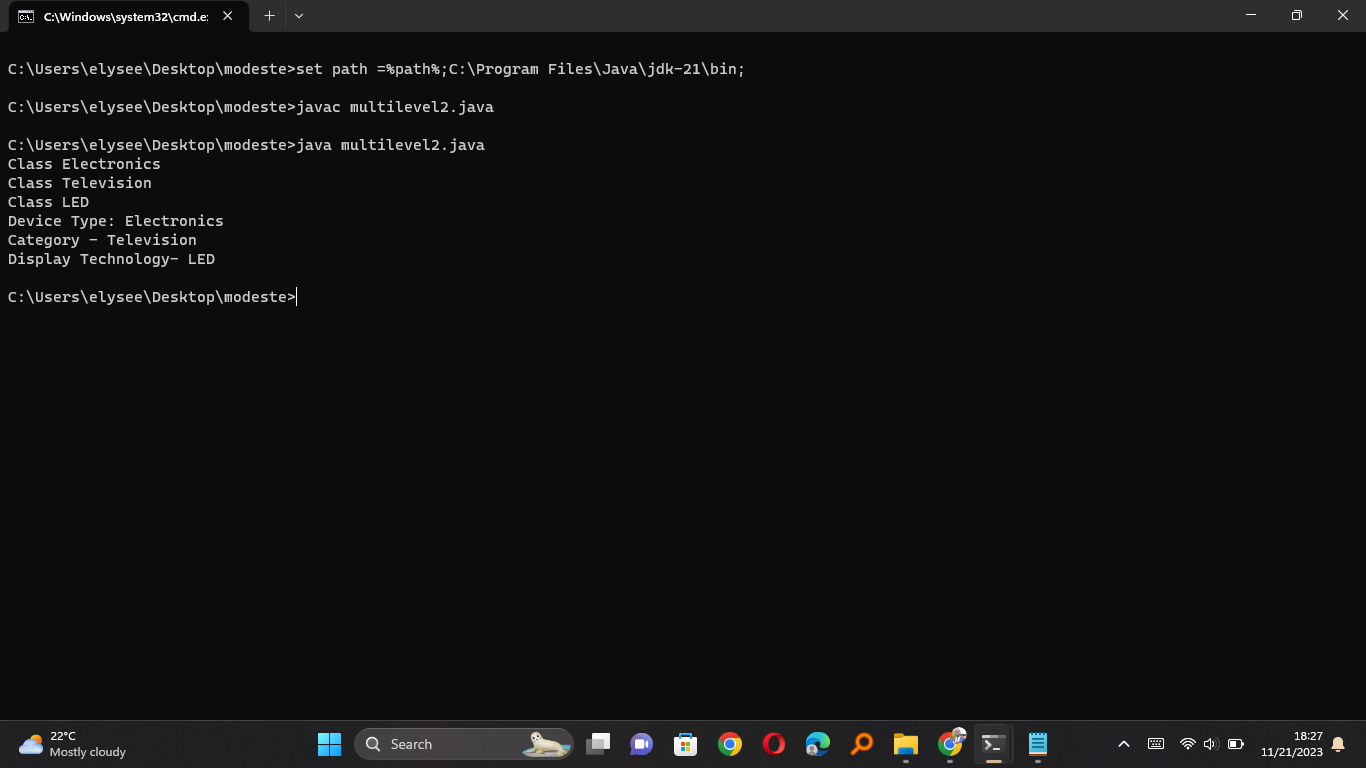 C:\Windows\system32\cmd.e:
C:\Users\elysee\Desktop\modeste>set path =%path%;C:\Program Files\Java\jdk-21\bin;
C:\Users\elysee\Desktop\modeste>javac multilevel2.java
C:\Users\elysee\Desktop\modeste>java multilevel2.java
Class Electronics
Class Television
Class LED
Device Type: Electronics
Category - Television
Display Technology- LED
C:\Users\elysee\Desktop\modeste>
22°C
Mostly cloudy
Search
18:27
11/21/2023